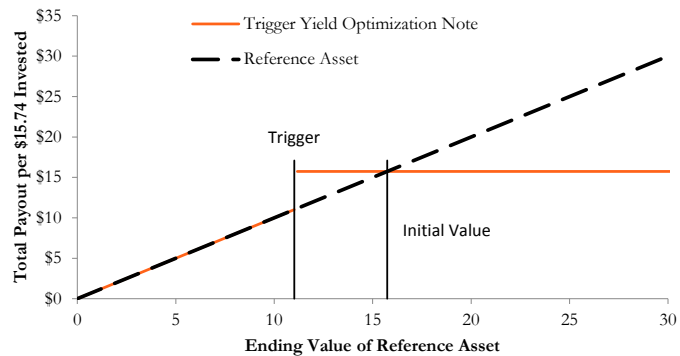 Trigger Yield Optimization Note
Reference Asset
Total Payout per $15.74 Invested
$35
$30
$25
$20
$15
$10
$5
$0
Trigger
Initial Value
0
5
10
15
20
25
30
Ending Value of Reference Asset